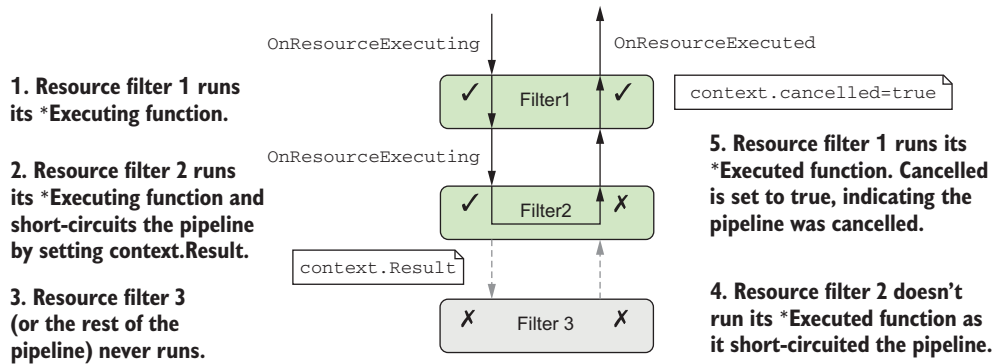 OnResourceExecuting
OnResourceExecuted
1. Resource filter 1 runs
its *Executing function.
✓ Filter1 ✓
context.cancelled=true
OnResourceExecuting
2. Resource filter 2 runs
its *Executing function and
short-circuits the pipeline
by setting context.Result.
✓ Filter2 ✗
5. Resource filter 1 runs its
*Executed function. Cancelled
is set to true, indicating the
pipeline was cancelled.
context.Result
3. Resource filter 3
(or the rest of the
pipeline) never runs.
✗ Filter 3 ✗
4. Resource filter 2 doesn’t
run its *Executed function as
it short-circuited the pipeline.